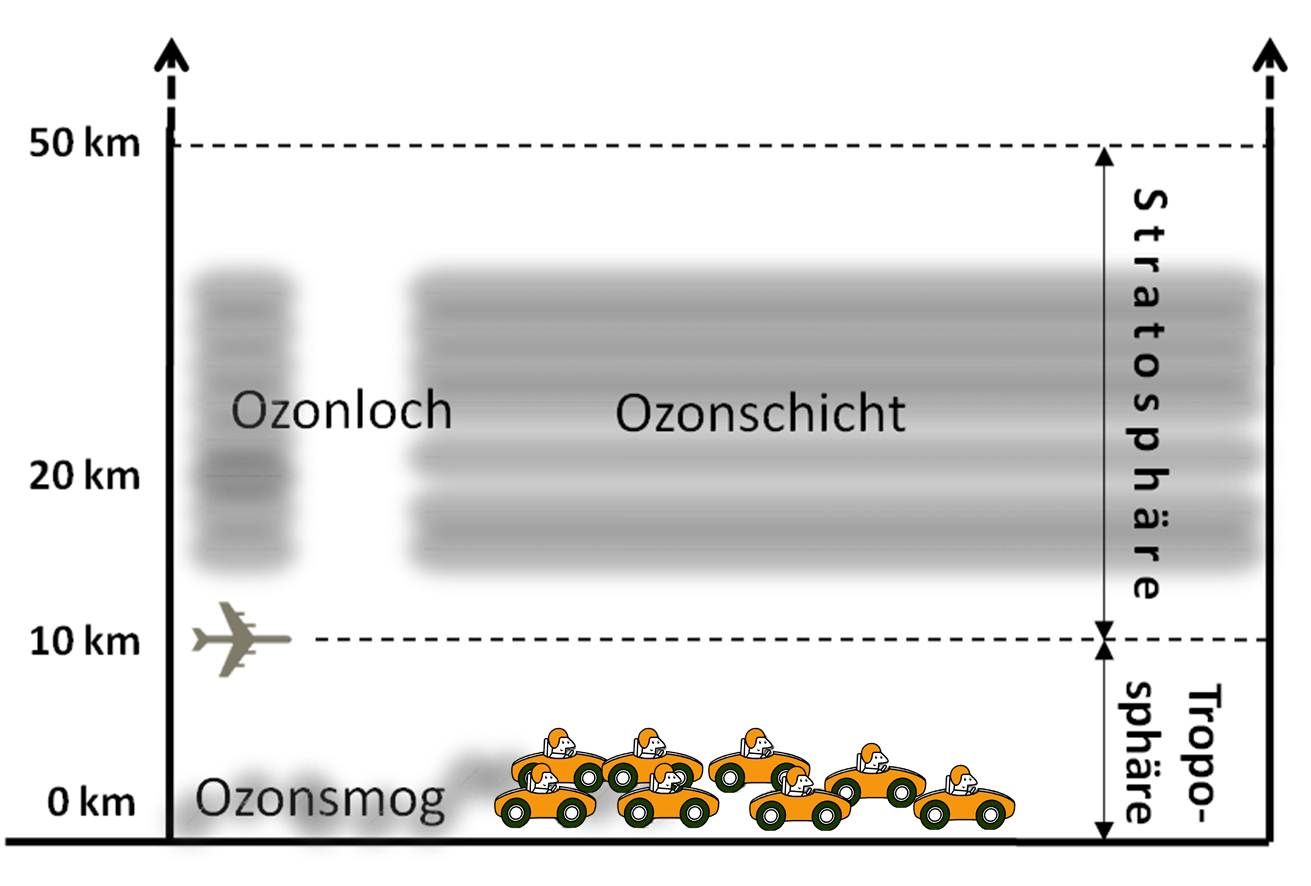 50 km
Stratosphäre
Ozonloch
Ozonschicht
20 km
10 km
Tropo-
sphäre
Ozonsmog
0 km